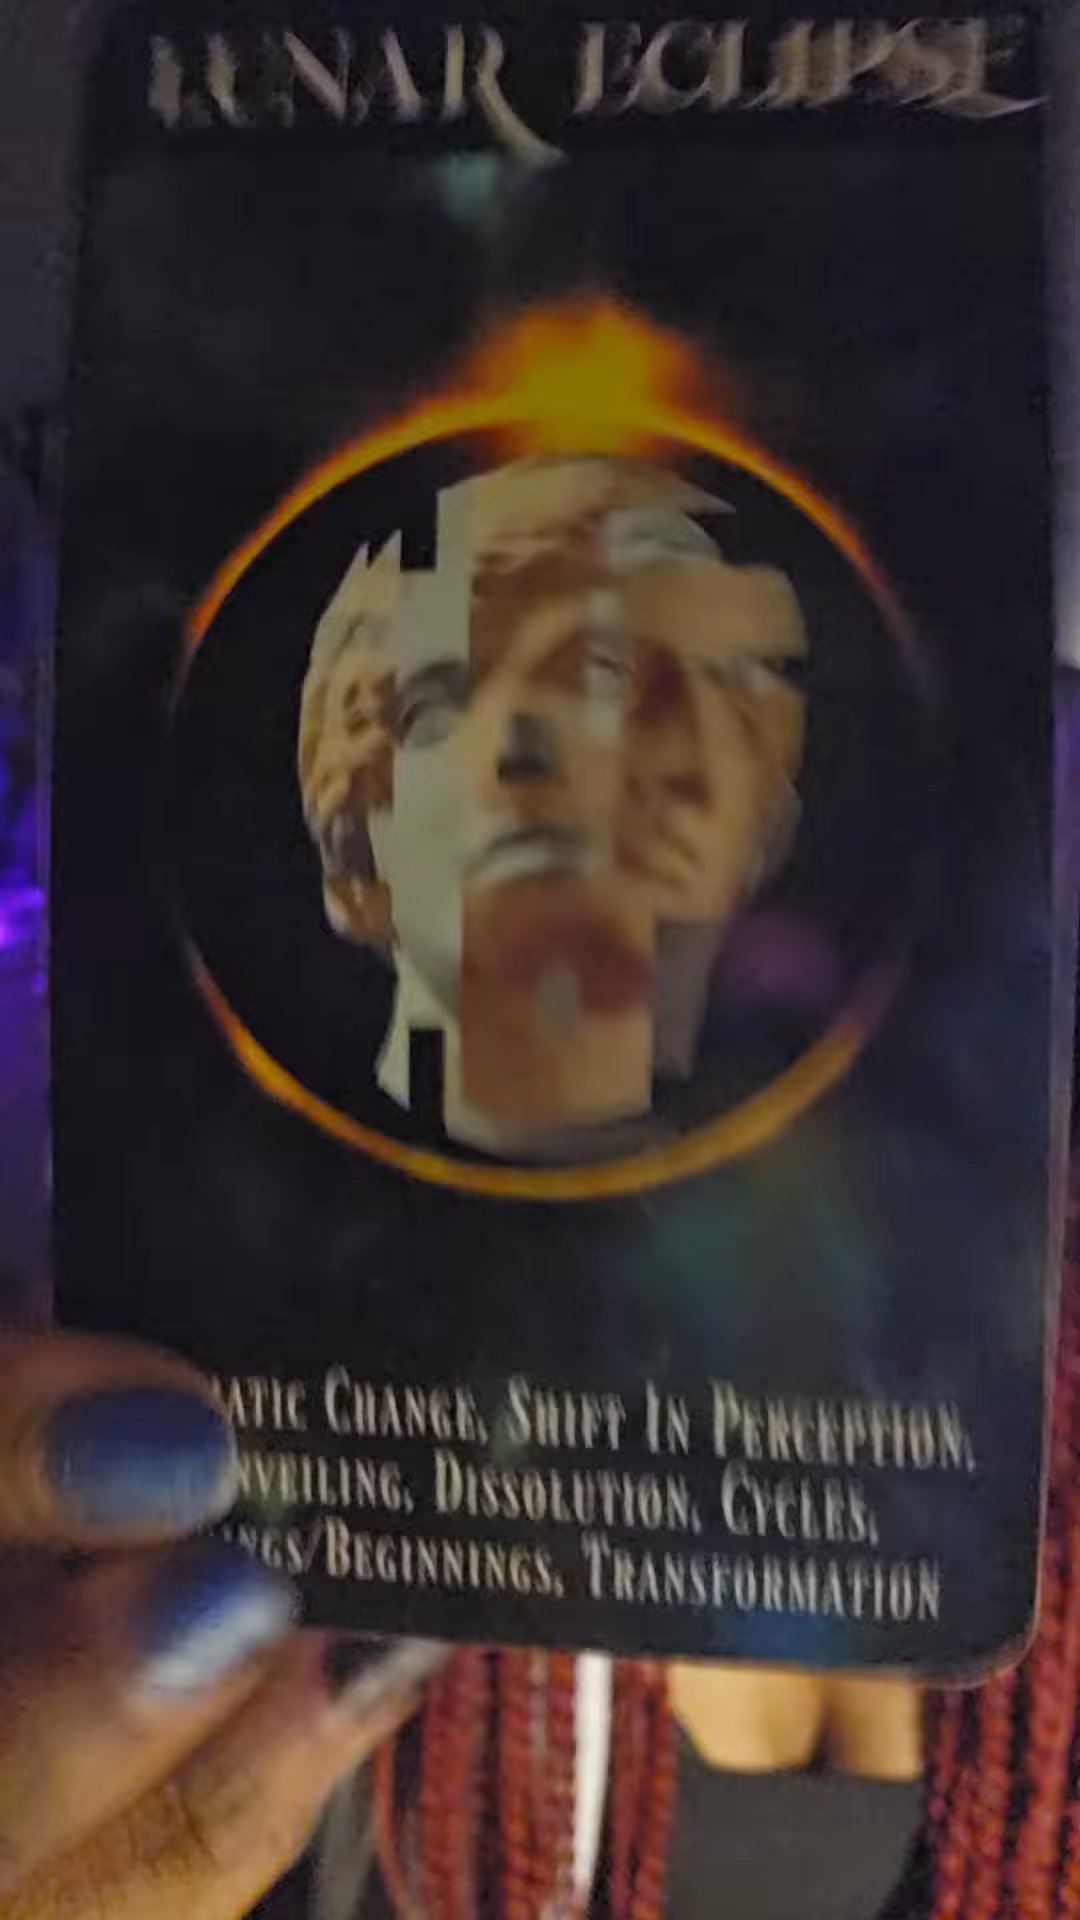 LUNAR ECLIPSE
ATIC CHANGE, SHIFT IN PERCEPTION,
NVEILING, DISSOLUTION, CYCLES,
NGS/BEGINNINGS, TRANSFORMATION